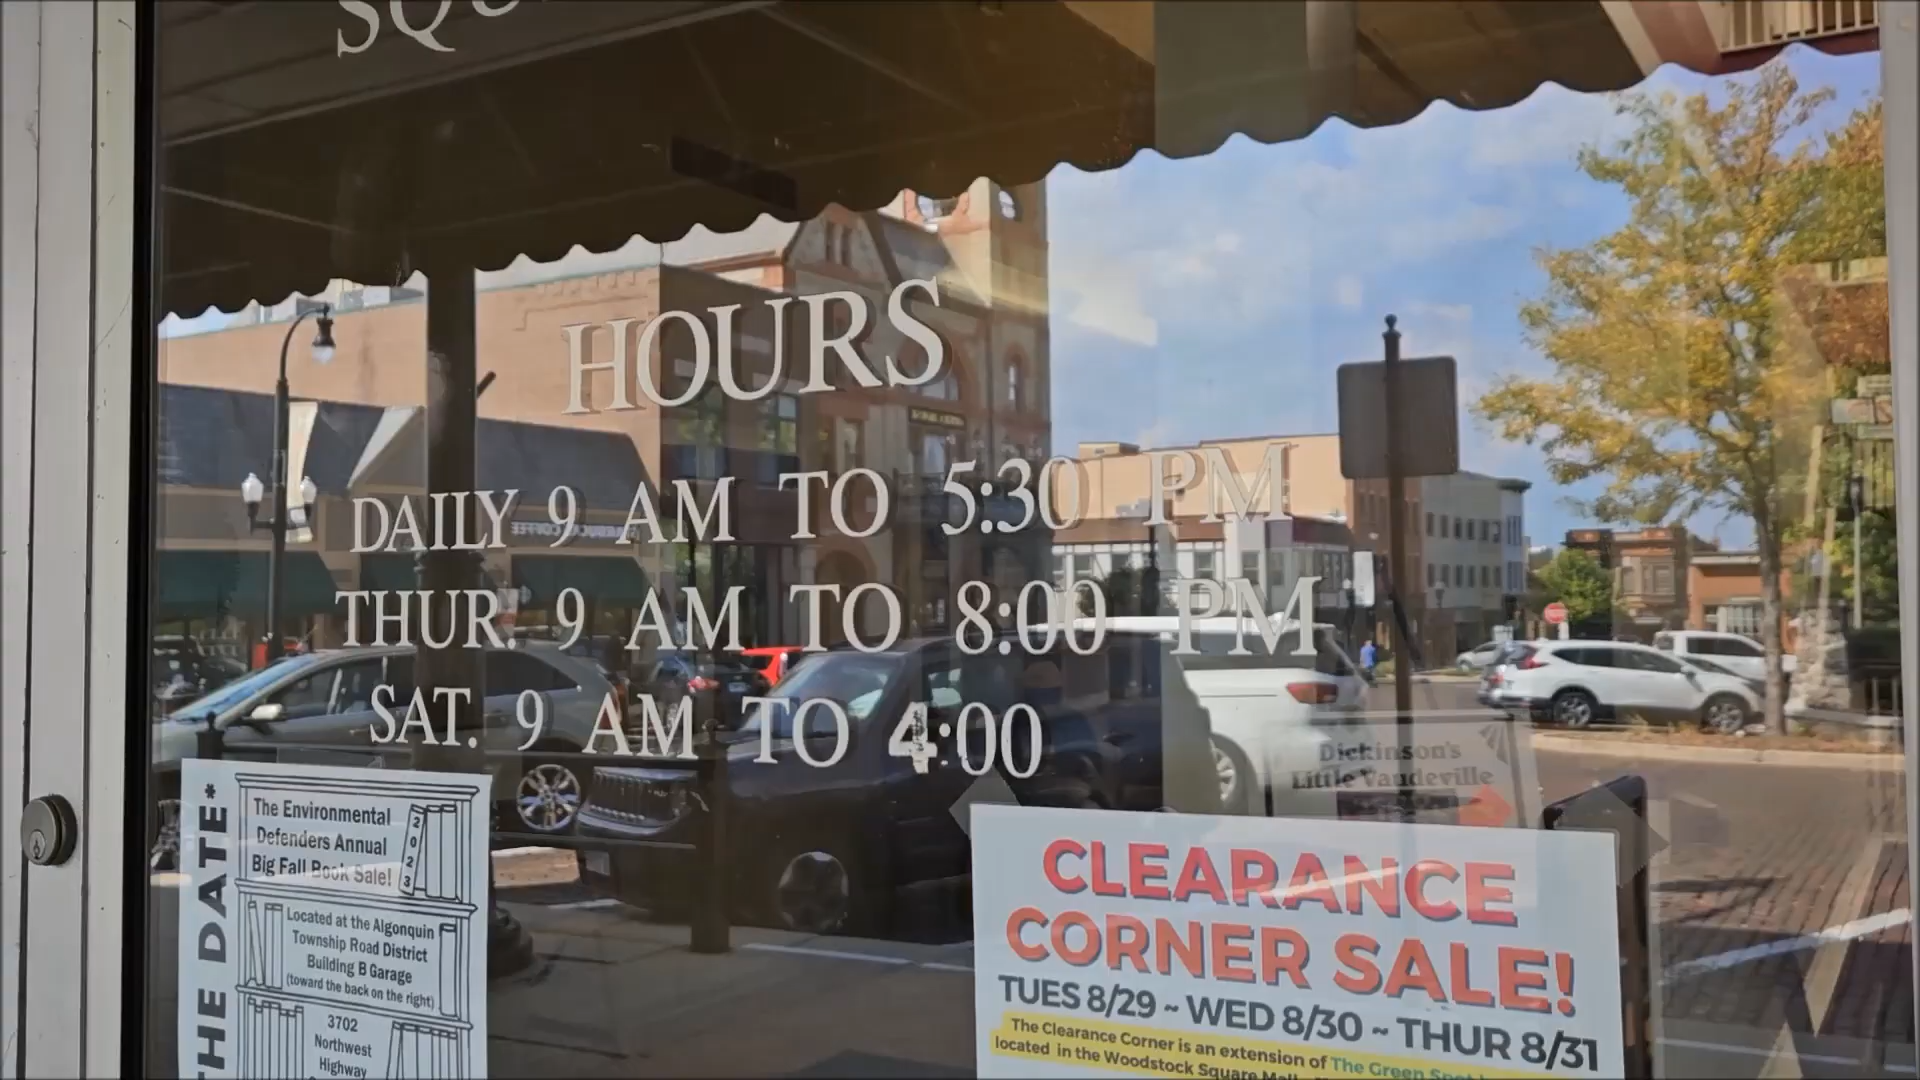 HOURS
DAILY 9 AM TO 5:30 PM
THUR. 9 AM TO 8:00 PM
SAT. 9 AM TO 4:00
Dickinson's
Little Vaudeville
THE DATE*
The Environmental
Defenders Annual
Big Fall Book Sale!
2023
Located at the Algonquin
Township Road District
Building B Garage
(toward the back on the right)
3702
Northwest
Highway
CLEARANCE
CORNER SALE!
TUES 8/29 ~ WED 8/30 ~ THUR 8/31
The Clearance Corner is an extension of The Green
located in the Woodstock Square